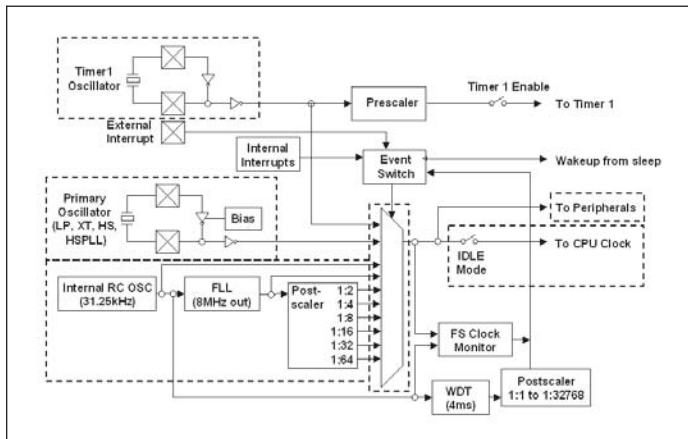 Timer1
Oscillator
External
Interrupt
Prescaler
Timer 1 Enable
To Timer 1
Internal
Interrupts
Event
Switch
Wakeup from sleep
Primary
Oscillator
(LP, XT, HS,
HSPLL)
Bias
To Peripherals
To CPU Clock
IDLE
Mode
Internal RC OSC
(31.25kHz)
FLL
(8MHz out)
Post-
scaler
1:2
1:4
1:8
1:16
1:32
1:64
FS Clock
Monitor
WDT
(4ms)
Postscaler
1:1 to 1:32768